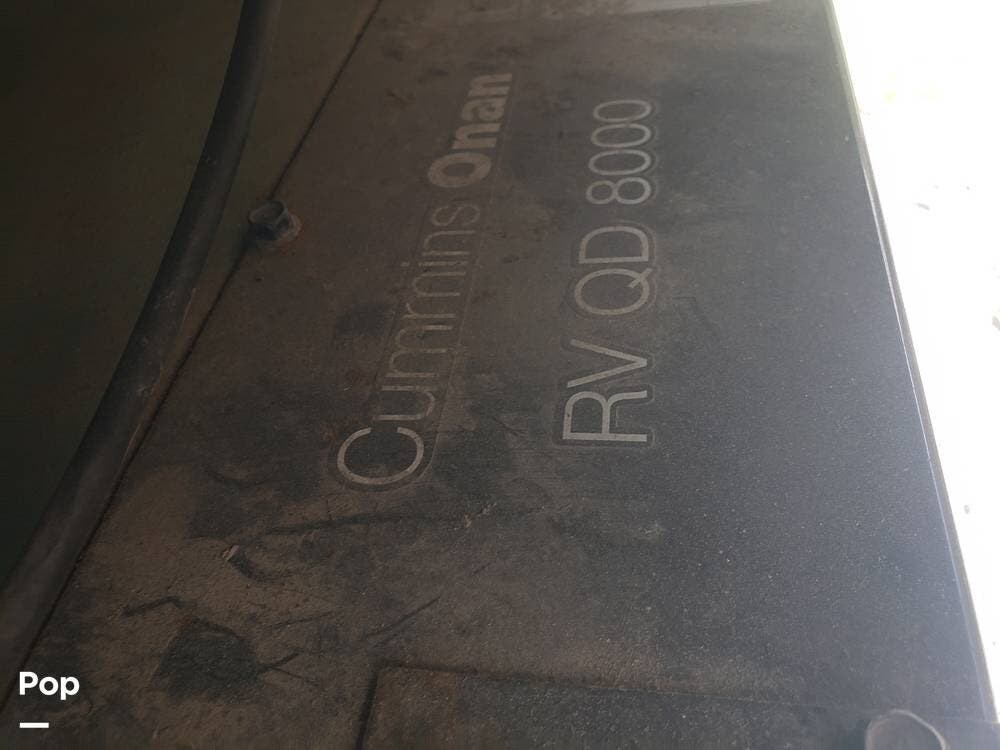 Cummins Onan
RV QD 8000
Pop